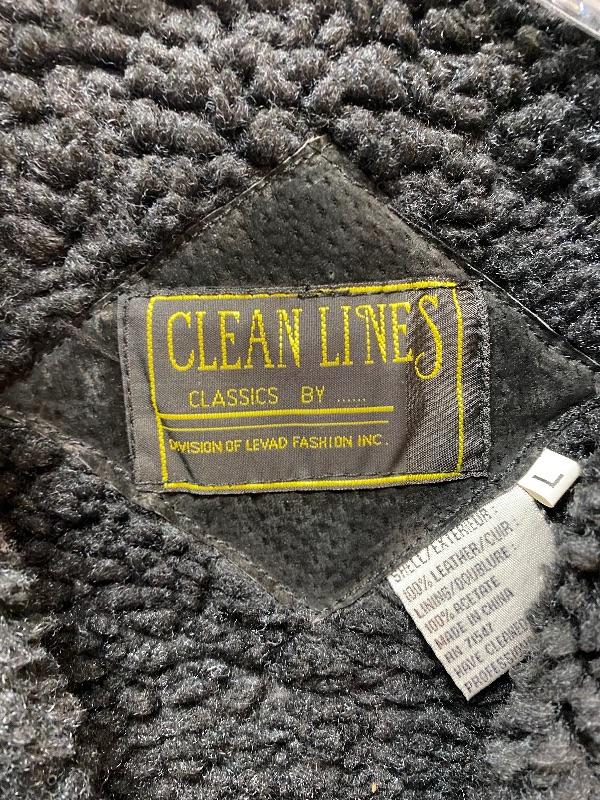 CLEAN LINES
CLASSICS BY ......
DIVISION OF LEVAD FASHION INC.
L
SHELL/EXTERIEUR:
100% LEATHER/CUIR
LINING/DOUBLURE:
100% ACETATE
MADE IN CHINA
RN
HAVE CLEANED